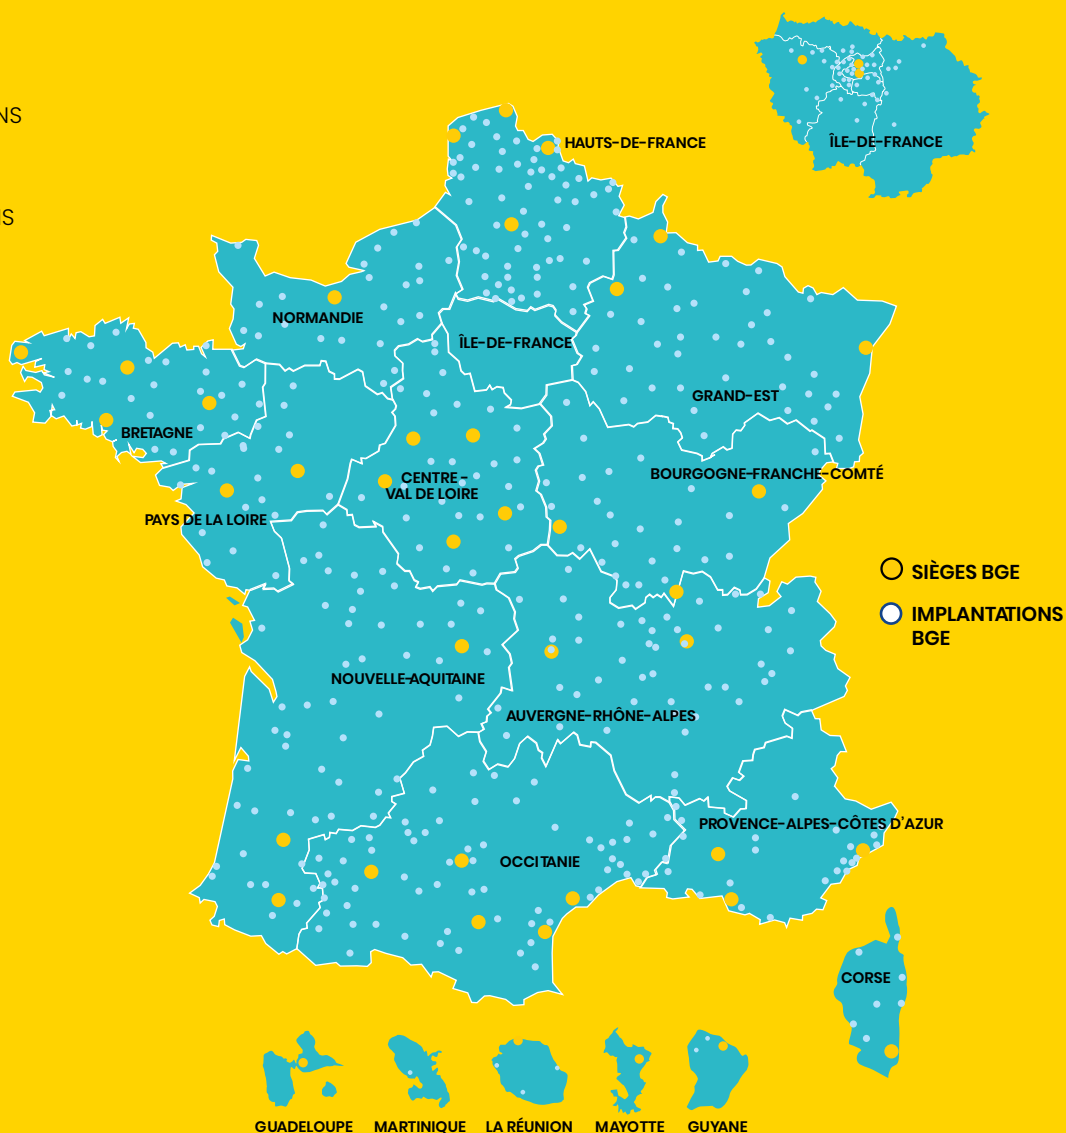 NS
IS
ÎLE-DE-FRANCE
HAUTS-DE-FRANCE
NORMANDIE
ÎLE-DE-FRANCE
GRAND-EST
BRETAGNE
BOURGOGNE-FRANCHE-COMTÉ
CENTRE-
VAL DE LOIRE
PAYS DE LA LOIRE
SIÈGES BGE
IMPLANTATIONS
BGE
NOUVELLE-AQUITAINE
AUVERGNE-RHÔNE-ALPES
PROVENCE-ALPES-CÔTES D'AZUR
OCCITANIE
CORSE
GUADELOUPE MARTINIQUE LA RÉUNION MAYOTTE GUYANE